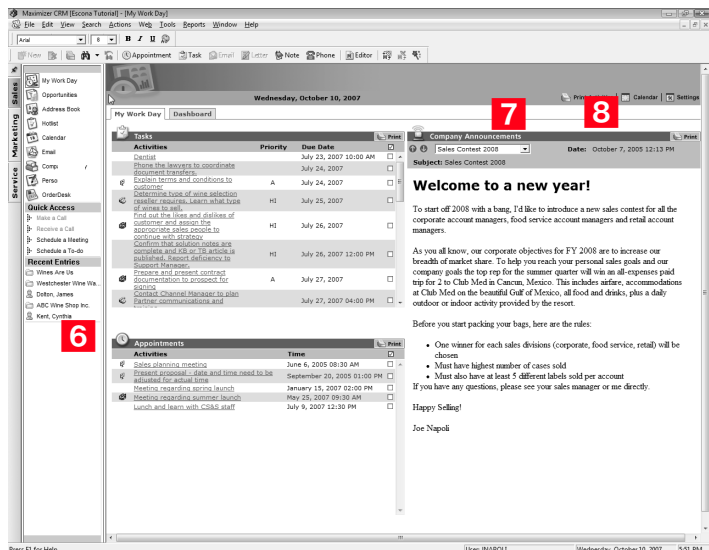 Maximizer CRM [Escona Tutorial] - [My Work Day]
File Edit View Search Actions Web Tools Reports Window Help
Arial 8 B I U
New Appointment Task Email Letter Note Phone Editor
Sales
Marketing
Service
My Work Day
Opportunities
Address Book
Hotlist
Calendar
Email
OrderDesk
Quick Access
Make a Call
Receive a Call
Schedule a Meeting
Schedule a To-do
Recent Entries
Wines Are Us
Westchester Wine Wa...
Dolton, James
ABC Wine Shop Inc.
Kent, Cynthia
6
Wednesday, October 10, 2007
7
8
Calendar Settings
My Work Day Dashboard
Tasks Print
Activities Priority Due Date
Dentist July 23, 2007 10:00 AM
Phone the lawyers to coordinate July 24, 2007
document transfers.
Explain terms and conditions to A July 24, 2007
customer
Determine type of wine selection HI July 25, 2007
reseller requires. Learn what type
of wines to sell.
Find out the likes and dislikes of HI July 26, 2007
customer and assign the
appropriate sales people to
continue with strategy
Confirm that solution notes are HI July 26, 2007 12:00 PM
complete and KB or TB article is
published. Report deficiency to
Support Manager.
Prepare and present contract A July 27, 2007
documentation to prospect for
signing
Contact Channel Manager to plan July 27, 2007 04:00 PM
Partner communications and
Appointments Print
Activities Time
Sales planning meeting June 6, 2005 08:30 AM
Present proposal - date and time need to be September 20, 2005 01:00 PM
adjusted for actual time
Meeting regarding spring launch January 15, 2007 02:00 PM
Meeting regarding summer launch May 25, 2007 09:30 AM
Lunch and learn with CS&S staff July 9, 2007 12:30 PM
Company Announcements Print
Sales Contest 2008 Date: October 7, 2005 12:13 PM
Subject: Sales Contest 2008
Welcome to a new year!
To start off 2008 with a bang, I'd like to introduce a new sales contest for all the
corporate account managers, food service account managers and retail account
managers.
As you all know, our corporate objectives for FY 2008 are to increase our
breadth of market share. To help you reach your personal sales goals and our
company goals the top rep for the summer quarter will win an all-expenses paid
trip for 2 to Club Med in Cancun, Mexico. This includes airfare, accommodations
at Club Med on the beautiful Gulf of Mexico, all food and drinks, plus a daily
outdoor or indoor activity provided by the resort.
Before you start packing your bags, here are the rules:
• One winner for each sales divisions (corporate, food service, retail) will be
chosen
• Must have highest number of cases sold
• Must also have at least 5 different labels sold per account
If you have any questions, please see your sales manager or me directly.
Happy Selling!
Joe Napoli
Press F1 for Help User: JNAPOLI Wednesday, October 10, 2007 5:51 PM